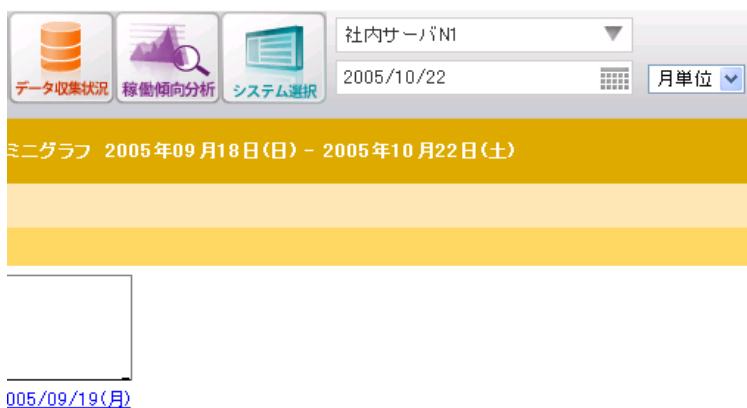 データ収集状況
稼働傾向分析
システム選択
社内サーバN1
2005/10/22
月単位
ミニグラフ 2005年09月18日(日) - 2005年10月22日(土)
005/09/19(月)